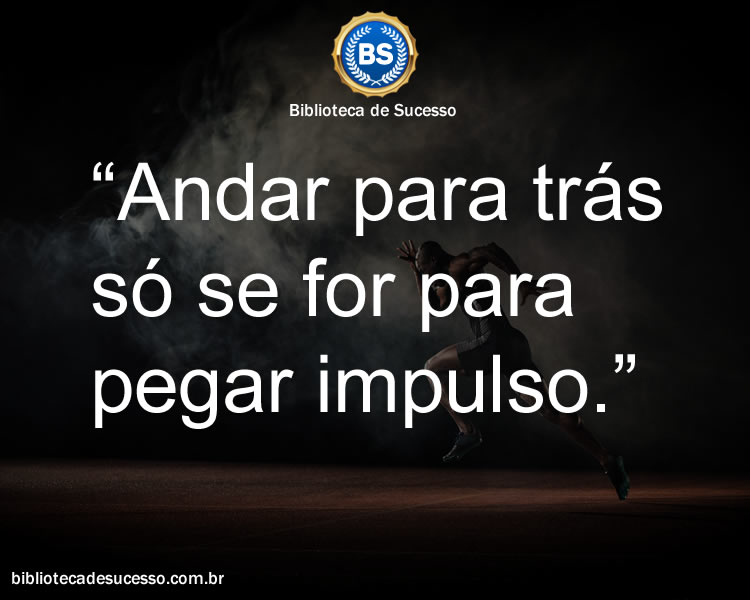 BS
Biblioteca de Sucesso
“Andar para trás
só se for para
pegar impulso.”
bibliotecadesucesso.com.br